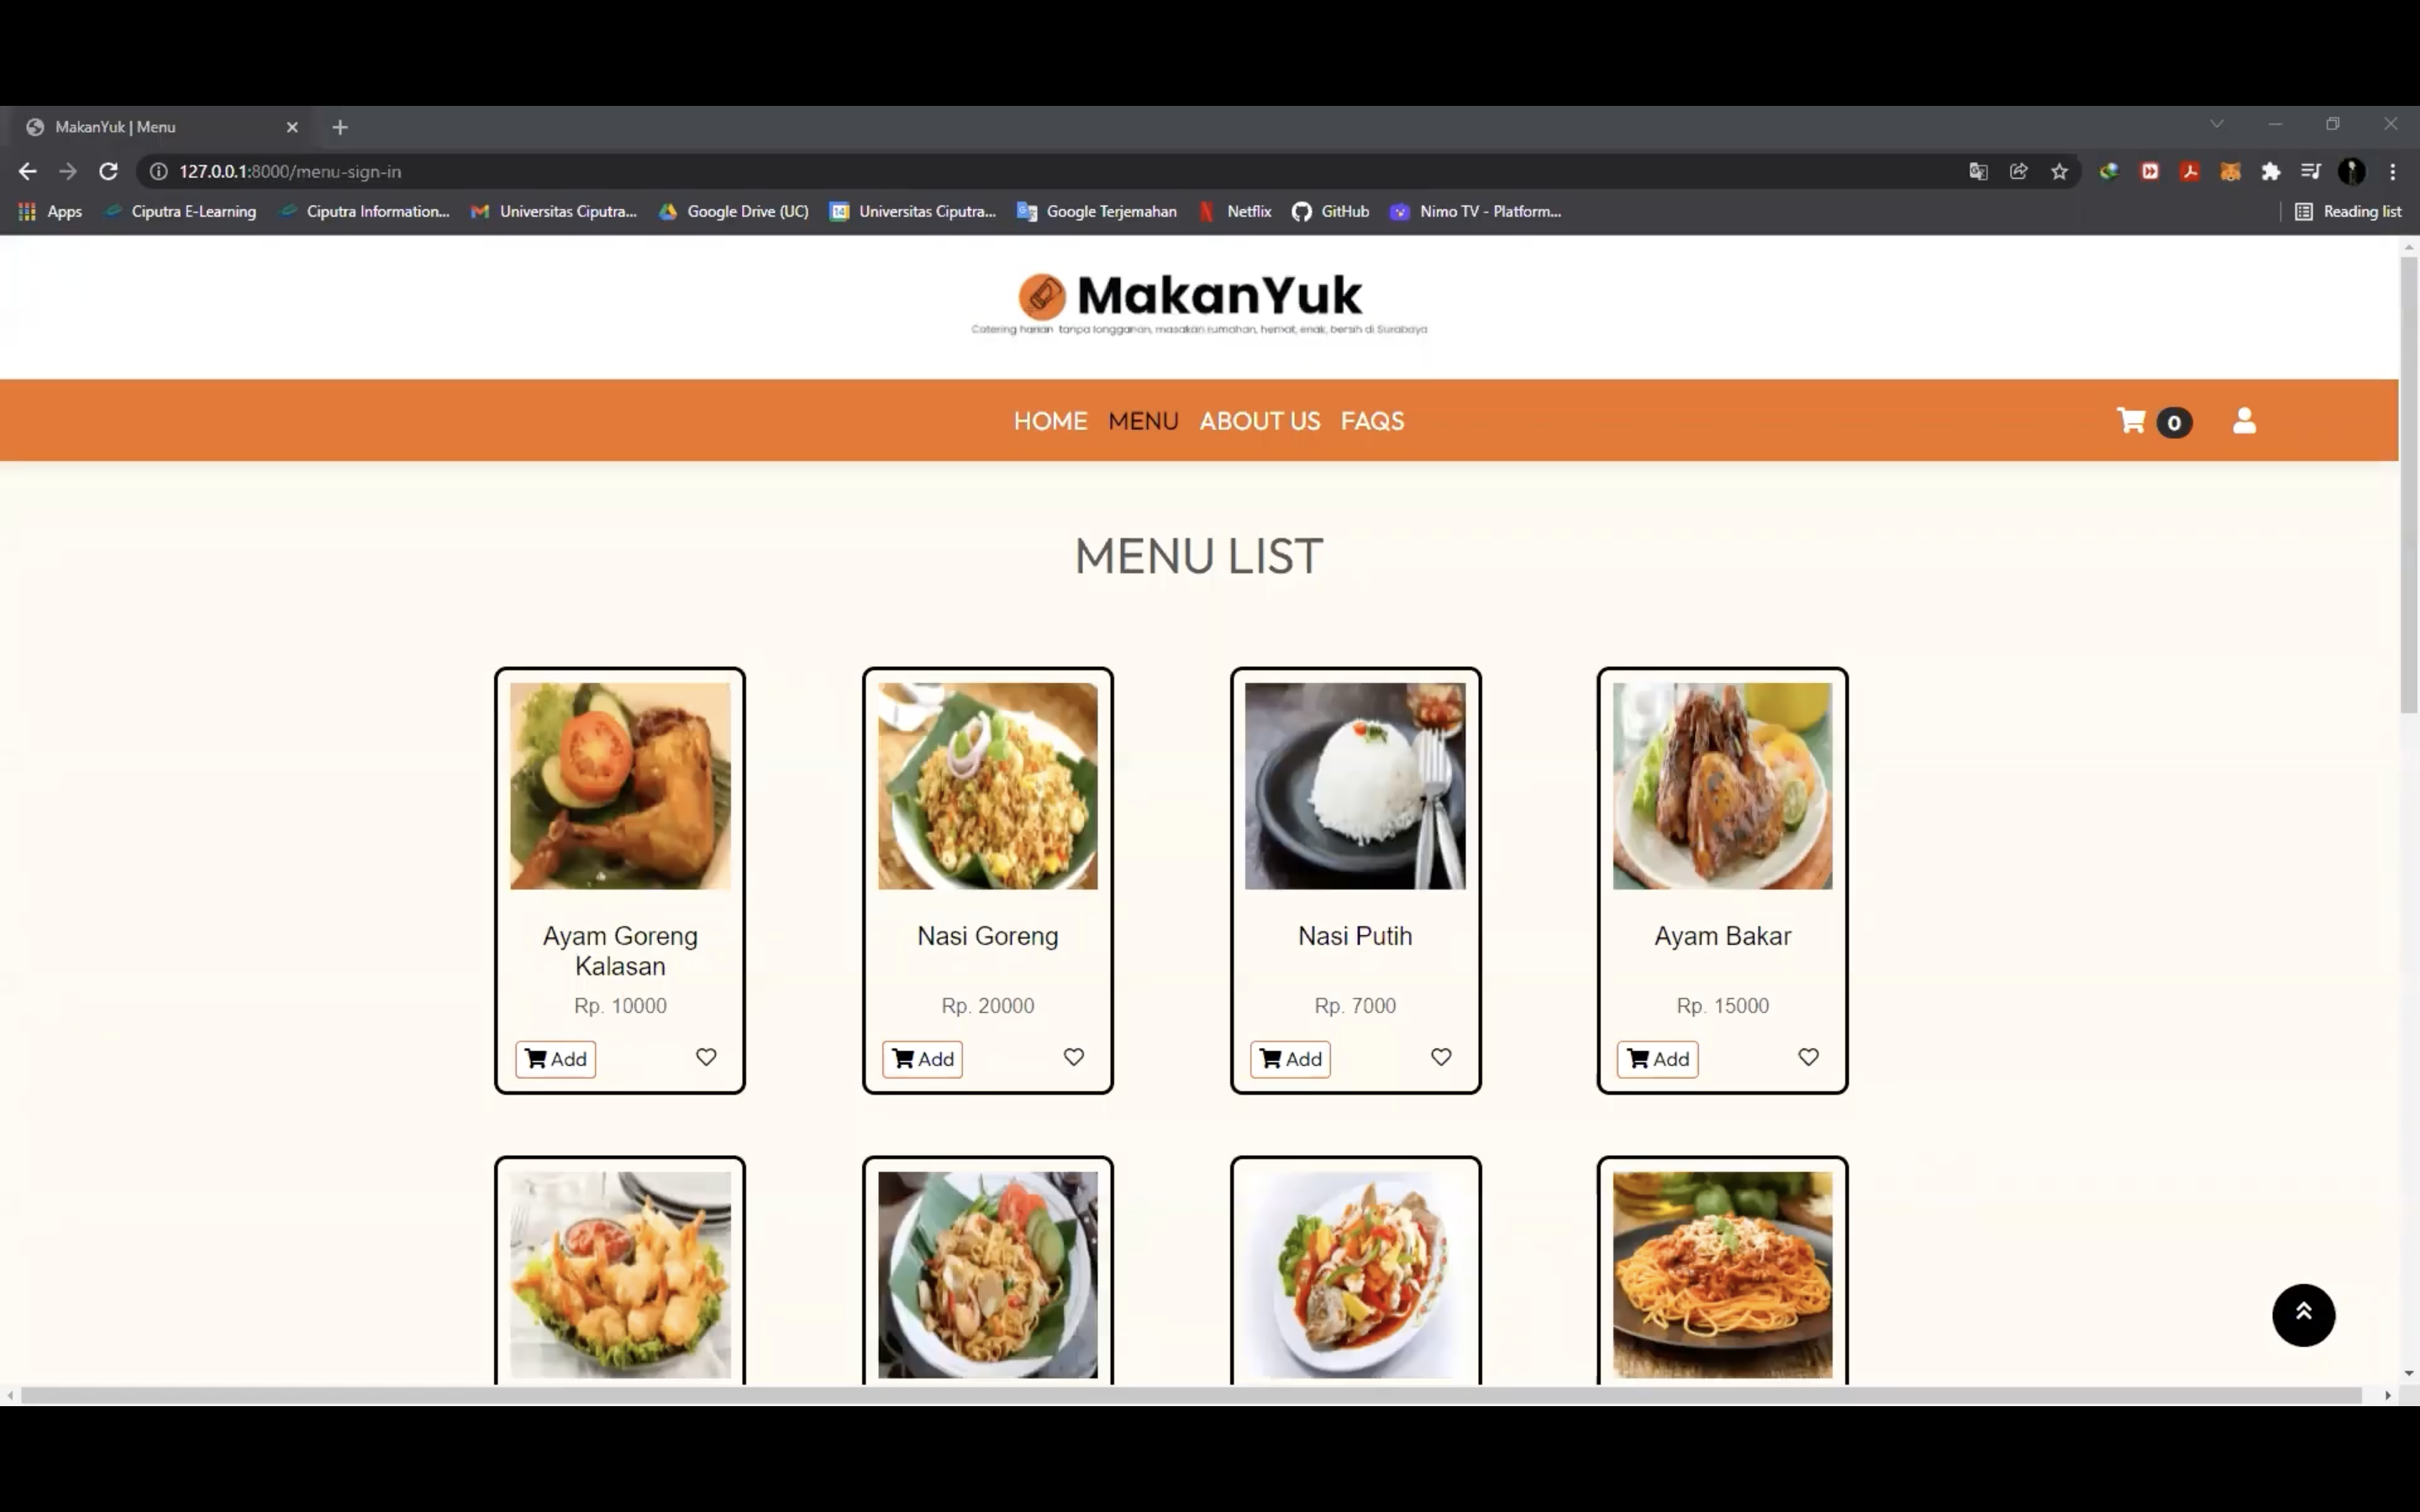 MakanYuk | Menu
127.0.0.1:8000/menu-sign-in
Apps Ciputra E-Learning Ciputra Information... Universitas Ciputra... Google Drive (UC) 14 Universitas Ciputra... Google Terjemahan Netflix GitHub Nimo TV - Platform... Reading list
MakanYuk
Catering harian tanpa langganan, masakan rumahan, hemat, enak, bersih di Surabaya
HOME MENU ABOUT US FAQS 0
MENU LIST
Ayam Goreng
Kalasan
Rp. 10000
Add
Nasi Goreng
Rp. 20000
Add
Nasi Putih
Rp. 7000
Add
Ayam Bakar
Rp. 15000
Add